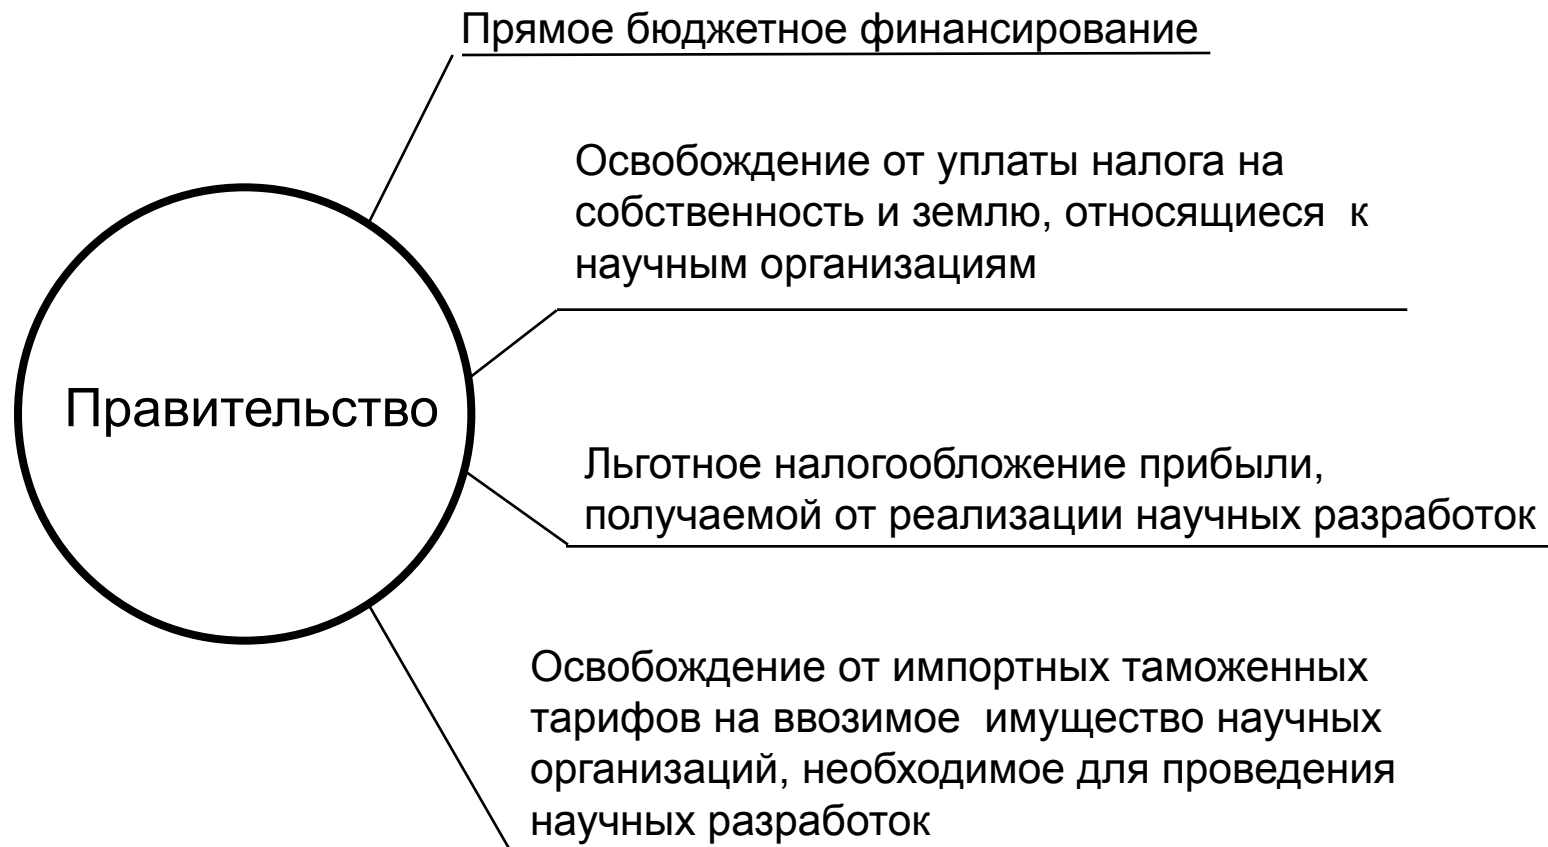 Прямое бюджетное финансирование
Освобождение от уплаты налога на
собственность и землю, относящиеся  к
научным организациям
Правительство
Льготное налогообложение прибыли,
получаемой от реализации научных разработок
Освобождение от импортных таможенных
тарифов на ввозимое  имущество научных
организаций, необходимое для проведения
научных разработок